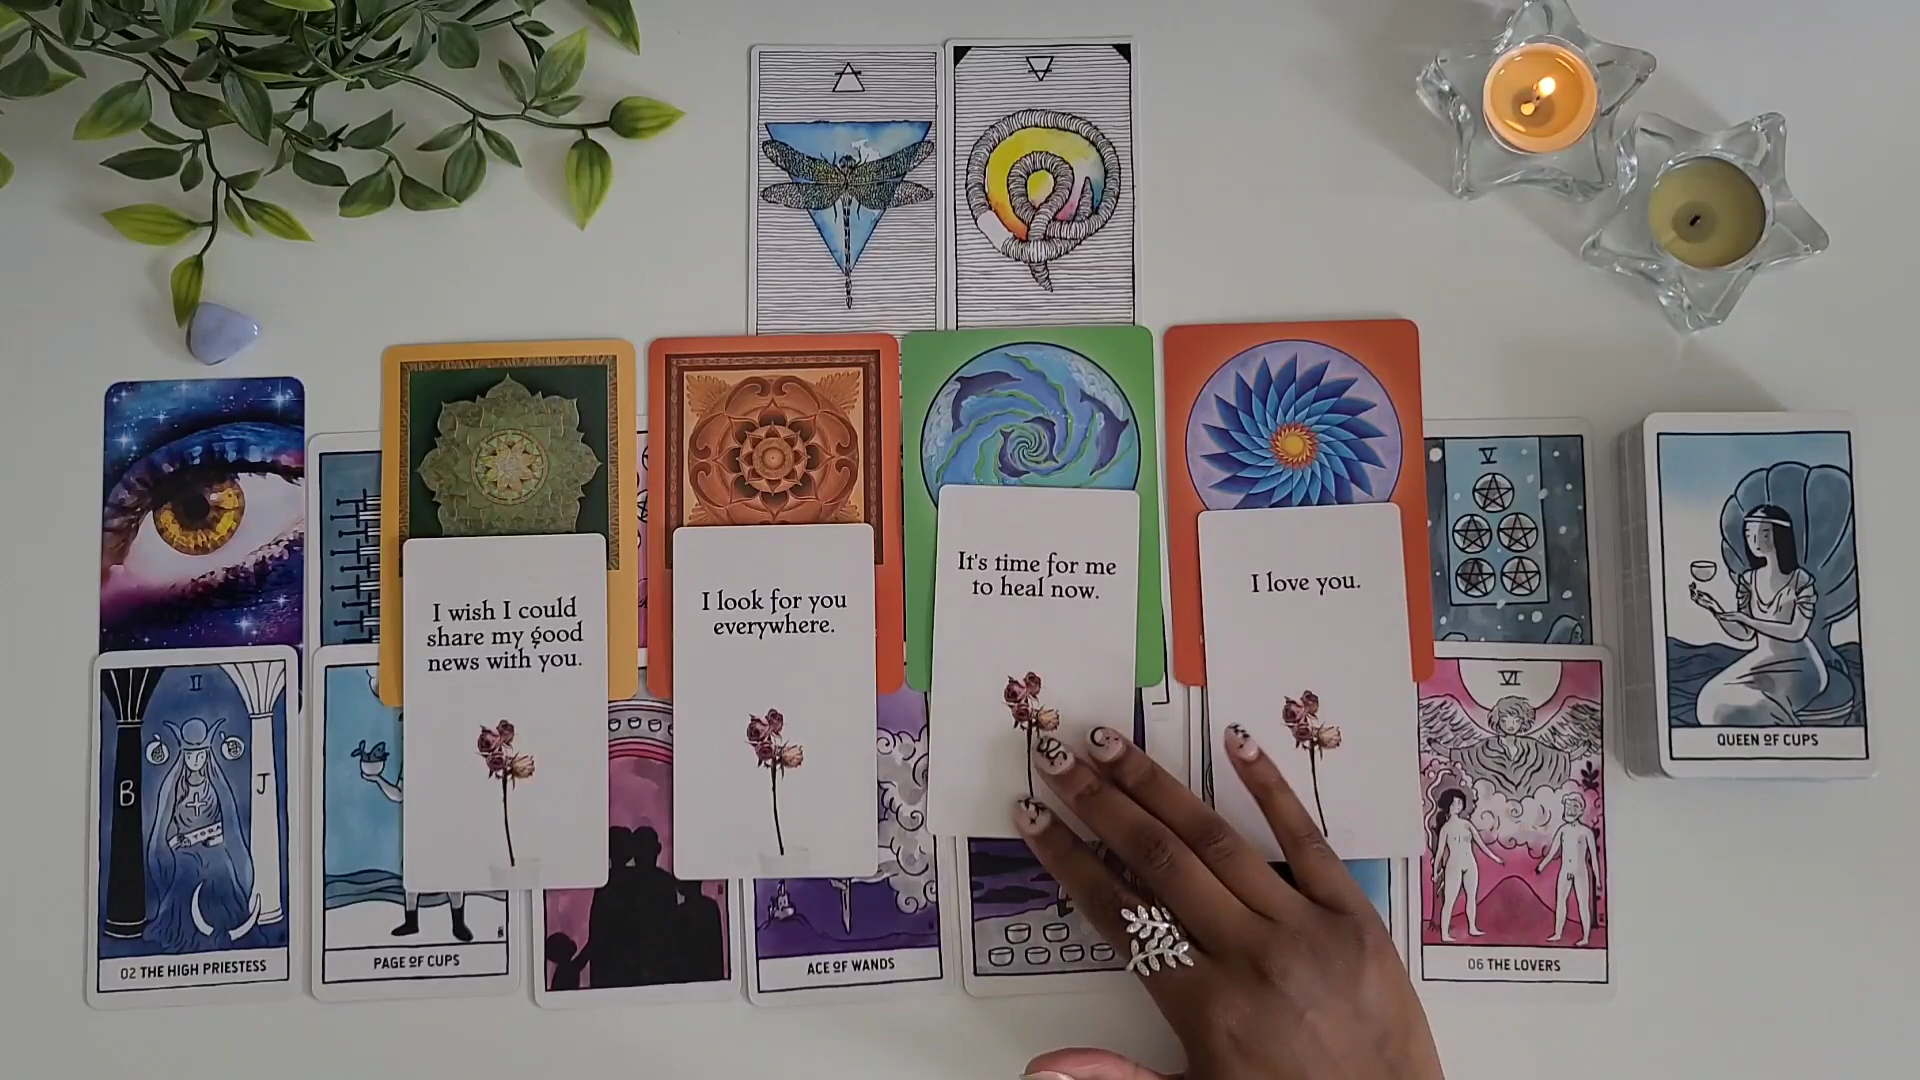 V
I wish I could
share my good
news with you.
I look for you
everywhere.
It's time for me
to heal now.
I love you.
II
B
J
TORA
VI
QUEEN OF CUPS
02 THE HIGH PRIESTESS
PAGE OF CUPS
ACE OF WANDS
06 THE LOVERS